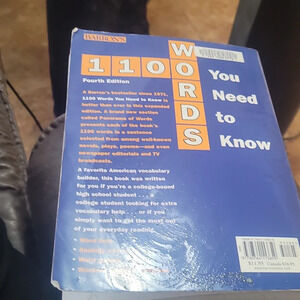 BARRON'S
1100
WORDS
You
Need
to
Know
Fourth Edition
A Barron's bestseller since 1971,
1100 Words You Need to Know is
better than ever in this expanded
edition. A brand new section
called Panorama of Words
presents each of the book's
1100 words in a sentence
selected from among well-known
novels, plays, poems—and even
newspaper editorials and TV
broadcasts.
A favorite American vocabulary
builder, this book was written
for you if you're a college-bound
high school student . . . a
college student looking for extra
vocabulary help . . . or if you
simply want to get the most out
of your everyday reading.